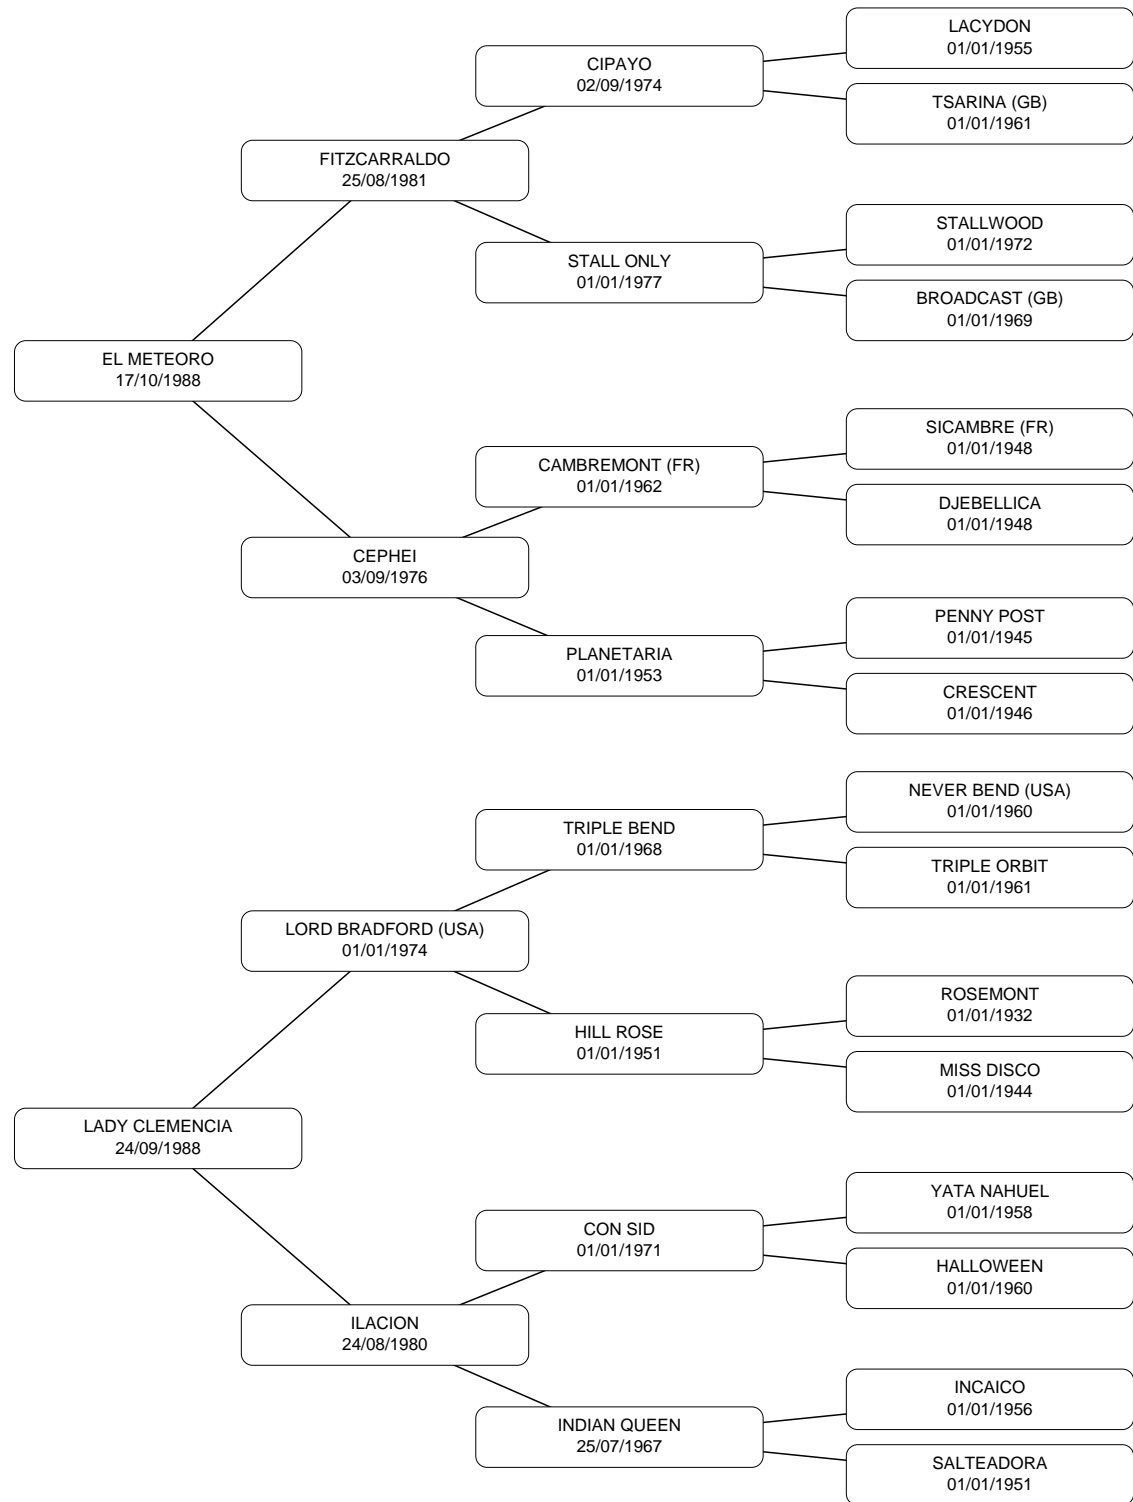 LACYDON
01/01/1955
CIPAYO
02/09/1974
TSARINA (GB)
01/01/1961
FITZCARRALDO
25/08/1981
STALLWOOD
01/01/1972
STALL ONLY
01/01/1977
BROADCAST (GB)
01/01/1969
EL METEORO
17/10/1988
SICAMBRE (FR)
01/01/1948
CAMBREMONT (FR)
01/01/1962
DJEBELLICA
01/01/1948
CEPHEI
03/09/1976
PENNY POST
01/01/1945
PLANETARIA
01/01/1953
CRESCENT
01/01/1946
NEVER BEND (USA)
01/01/1960
TRIPLE BEND
01/01/1968
TRIPLE ORBIT
01/01/1961
LORD BRADFORD (USA)
01/01/1974
ROSEMONT
01/01/1932
HILL ROSE
01/01/1951
MISS DISCO
01/01/1944
LADY CLEMENCIA
24/09/1988
YATA NAHUEL
01/01/1958
CON SID
01/01/1971
HALLOWEEN
01/01/1960
ILACION
24/08/1980
INCAICO
01/01/1956
INDIAN QUEEN
25/07/1967
SALTEADORA
01/01/1951